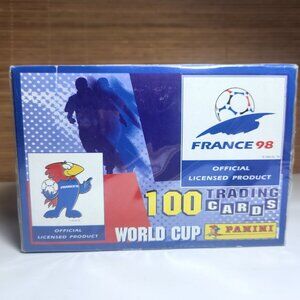 FRANCE 98
OFFICIAL
LICENSED PRODUCT
OFFICIAL
LICENSED PRODUCT
100 TRADING
CARDS
WORLD CUP PANINI